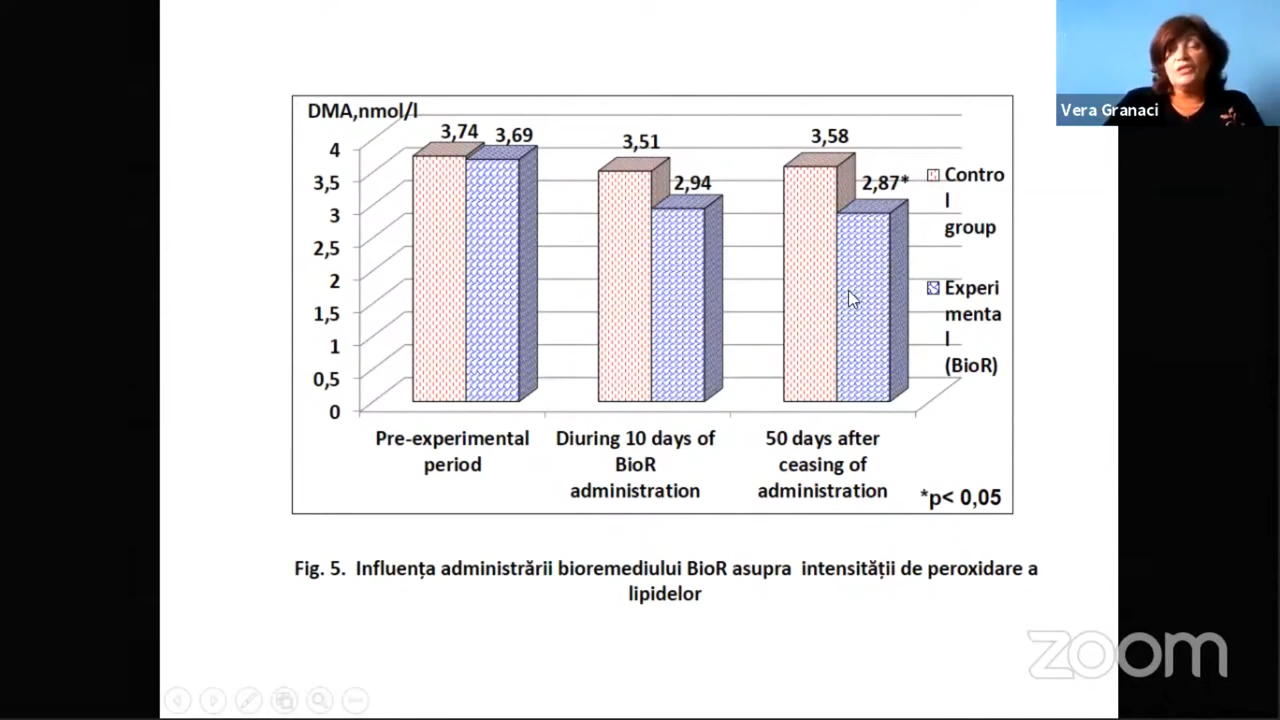 Vera Granaci
DMA,nmol/l
3,74
3,69
3,51
2,94
3,58
2,87*
4
3,5
3
2,5
2
1,5
1
0,5
0
Contro
l
group
Experi
menta
l
(BioR)
Pre-experimental
period
Diuring 10 days of
BioR
administration
50 days after
ceasing of
administration
*p< 0,05
Fig. 5. Influența administrării bioremediului BioR asupra intensității de peroxidare a
lipidelor
zoom